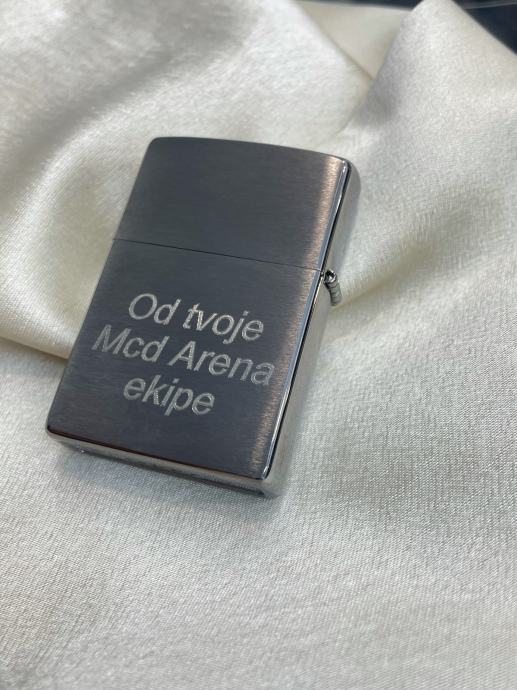 Od tvoje
Mcd Arena
ekipe